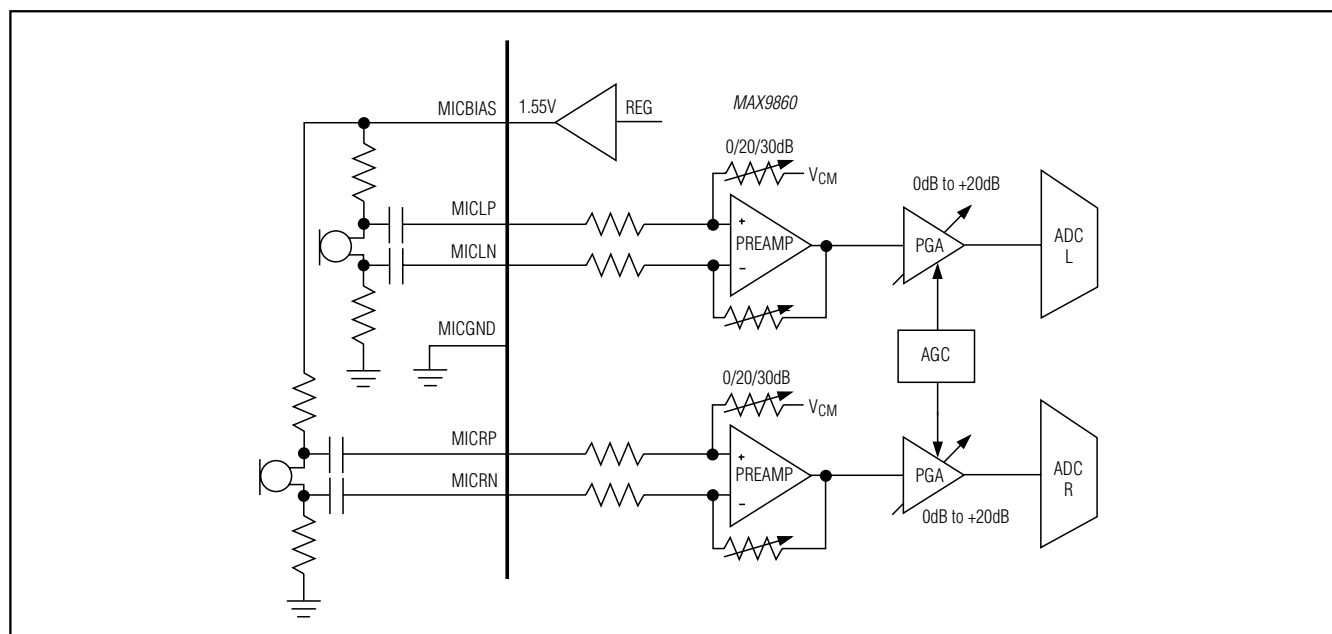 MICBIAS
1.55V
REG
MAX9860
0/20/30dB
VCM
0dB to +20dB
MICLP
+
PREAMP
PGA
ADC
L
MICLN
−
MICGND
AGC
0/20/30dB
VCM
MICRP
+
PREAMP
PGA
ADC
R
MICRN
−
0dB to +20dB